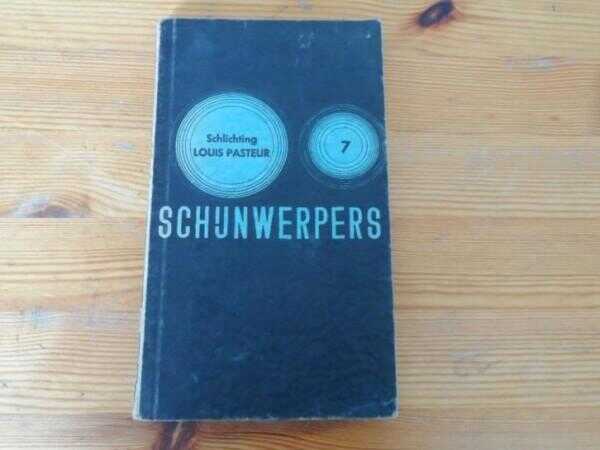 Schlichting
LOUIS PASTEUR
7
SCHIJNWERPERS